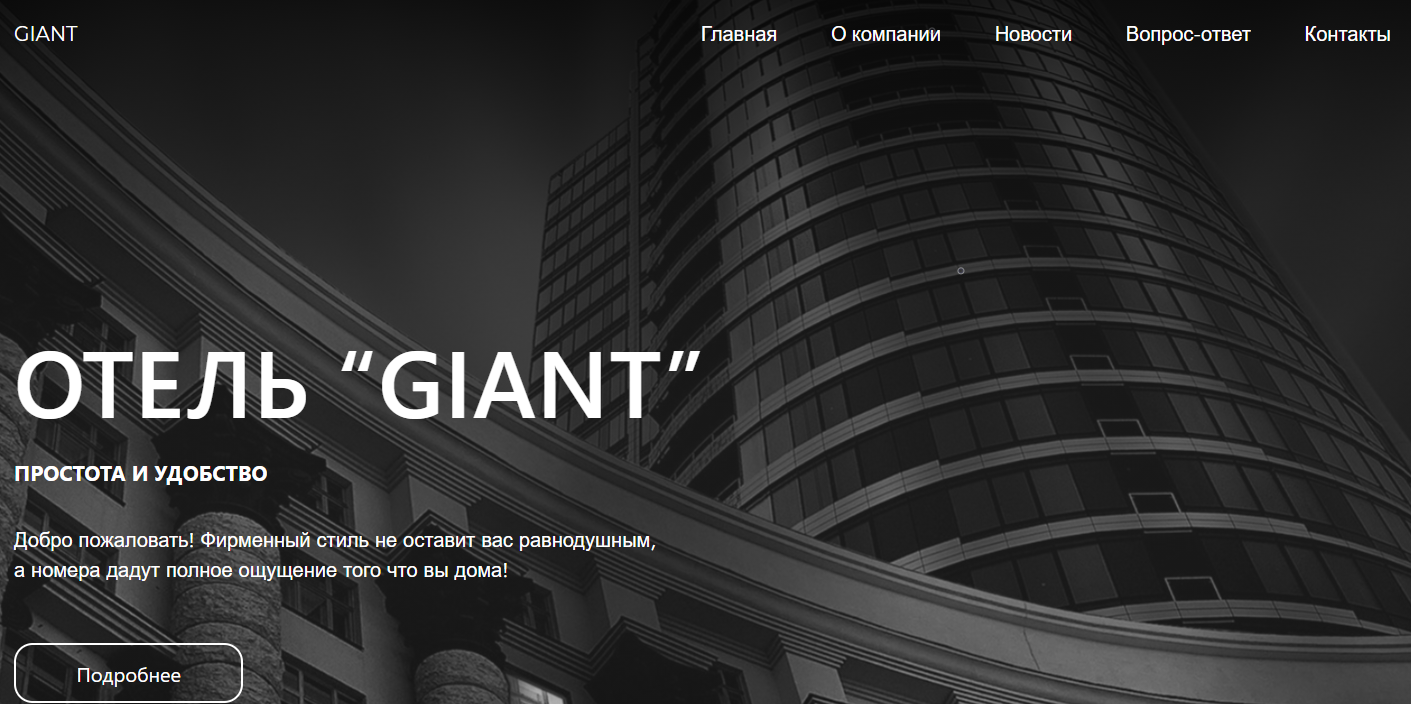 GIANT
Главная О компании Новости Вопрос-ответ Контакты
ОТЕЛЬ “GIANT”
ПРОСТОТА И УДОБСТВО
Добро пожаловать! Фирменный стиль не оставит вас равнодушным,
а номера дадут полное ощущение того что вы дома!
Подробнее